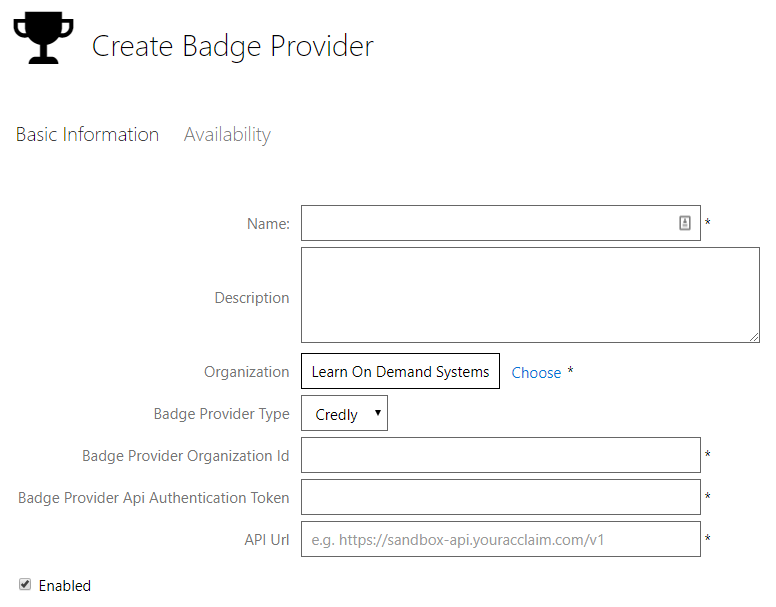 Create Badge Provider
Basic Information Availability
Name: *
Description
Organization Learn On Demand Systems Choose *
Badge Provider Type Credly
Badge Provider Organization Id *
Badge Provider Api Authentication Token *
API Url e.g. https://sandbox-api.youracclaim.com/v1 *
Enabled